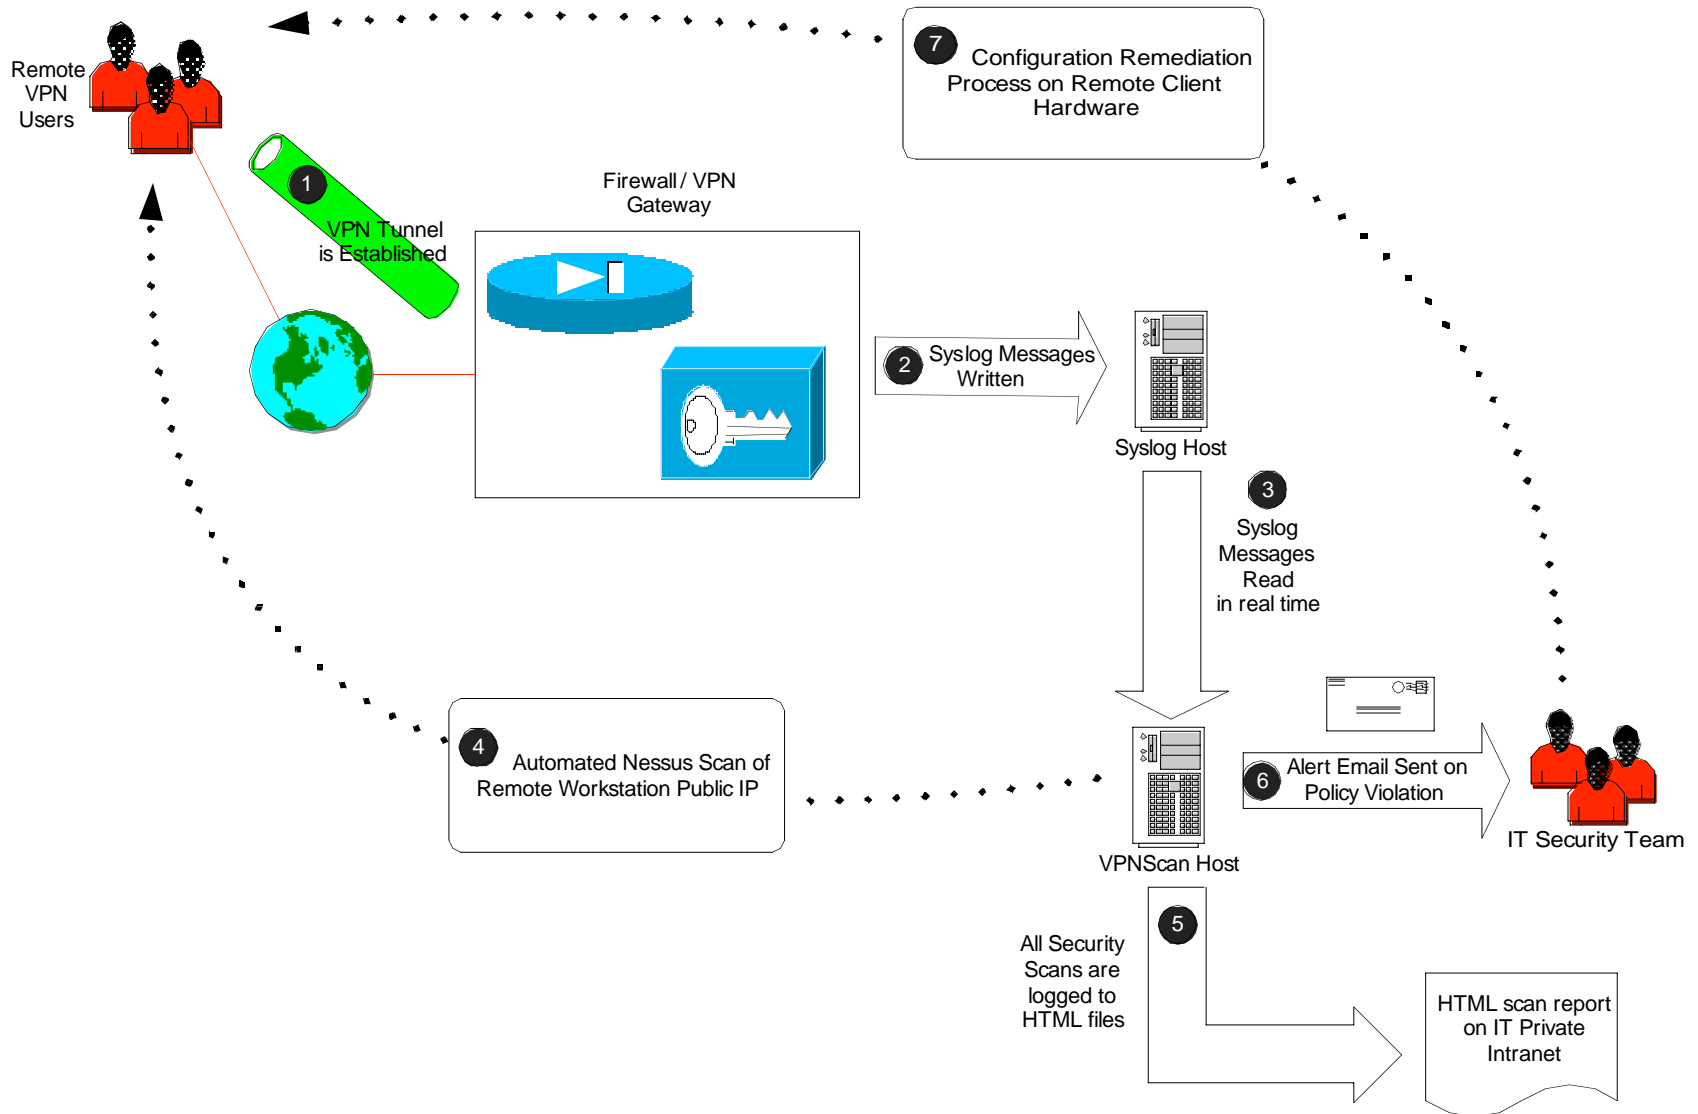 Remote
VPN
Users
7
Configuration Remediation
Process on Remote Client
Hardware
1
VPN Tunnel
is Established
Firewall / VPN
Gateway
2
Syslog Messages
Written
Syslog Host
3
Syslog
Messages
Read
in real time
4
Automated Nessus Scan of
Remote Workstation Public IP
VPNScan Host
6
Alert Email Sent on
Policy Violation
IT Security Team
5
All Security
Scans are
logged to
HTML files
HTML scan report
on IT Private
Intranet